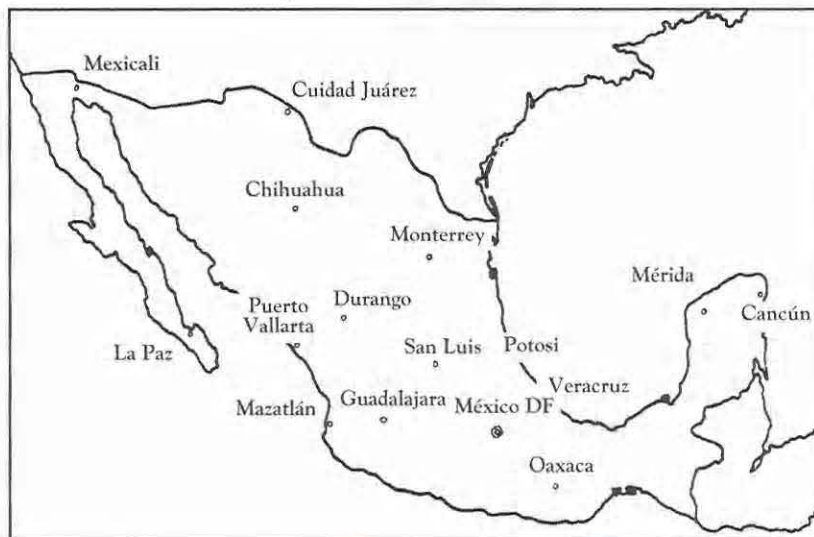 Mexicali
Cuidad Juárez
Chihuahua
Monterrey
Mérida
Cancún
Puerto
Vallarta
Durango
La Paz
San Luis
Potosi
Veracruz
Mazatlán
Guadalajara
México DF
Oaxaca